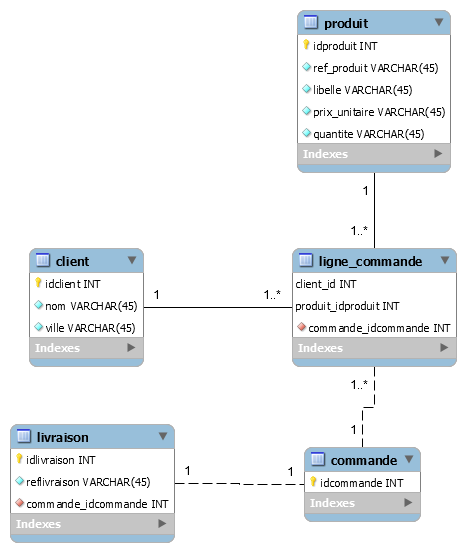 produit
idproduit INT
ref_produit VARCHAR(45)
libelle VARCHAR(45)
prix_unitaire VARCHAR(45)
quantite VARCHAR(45)
Indexes
1
1..*
client
idclient INT
nom VARCHAR(45)
ville VARCHAR(45)
Indexes
1
1..*
ligne_commande
client_id INT
produit_idproduit INT
commande_idcommande INT
Indexes
1..*
1
livraison
idlivraison INT
reflivraison VARCHAR(45)
commande_idcommande INT
Indexes
1
1
commande
idcommande INT
Indexes